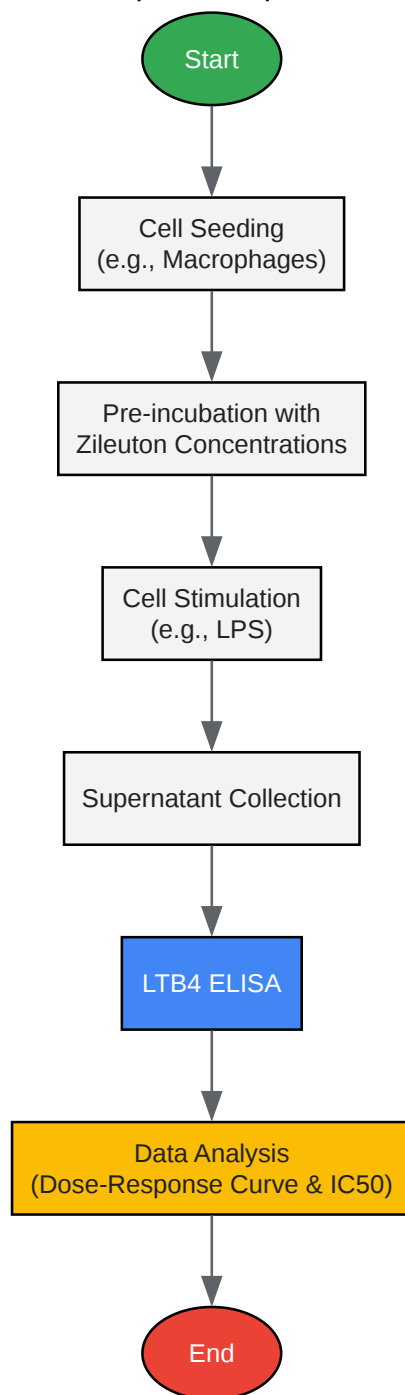 Start
Cell Seeding
(e.g., Macrophages)
Pre-incubation with
Zileuton Concentrations
Cell Stimulation
(e.g., LPS)
Supernatant Collection
LTB4 ELISA
Data Analysis
(Dose-Response Curve & IC50)
End